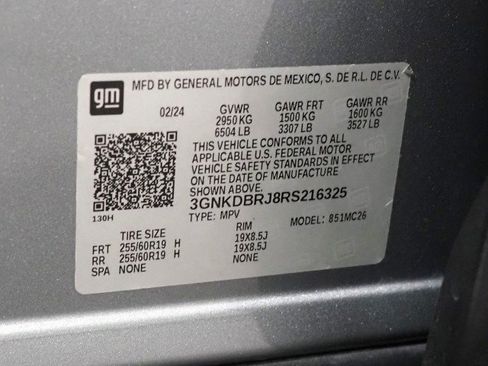 gm
MFD BY GENERAL MOTORS DE MEXICO, S. DE R.L. DE C.V.
02/24 GVWR GAWR FRT GAWR RR
2950 KG 1500 KG 1600 KG
6504 LB 3307 LB 3527 LB
THIS VEHICLE CONFORMS TO ALL
APPLICABLE U.S. FEDERAL MOTOR
VEHICLE SAFETY STANDARDS IN EFFECT
ON THE DATE OF MANUFACTURE
SHOWN ABOVE.
3GNKDBRJ8RS216325
130H TYPE: MPV MODEL: 851MC26
TIRE SIZE RIM
FRT 255/60R19 H 19X8.5J
RR 255/60R19 H 19X8.5J
SPA NONE NONE